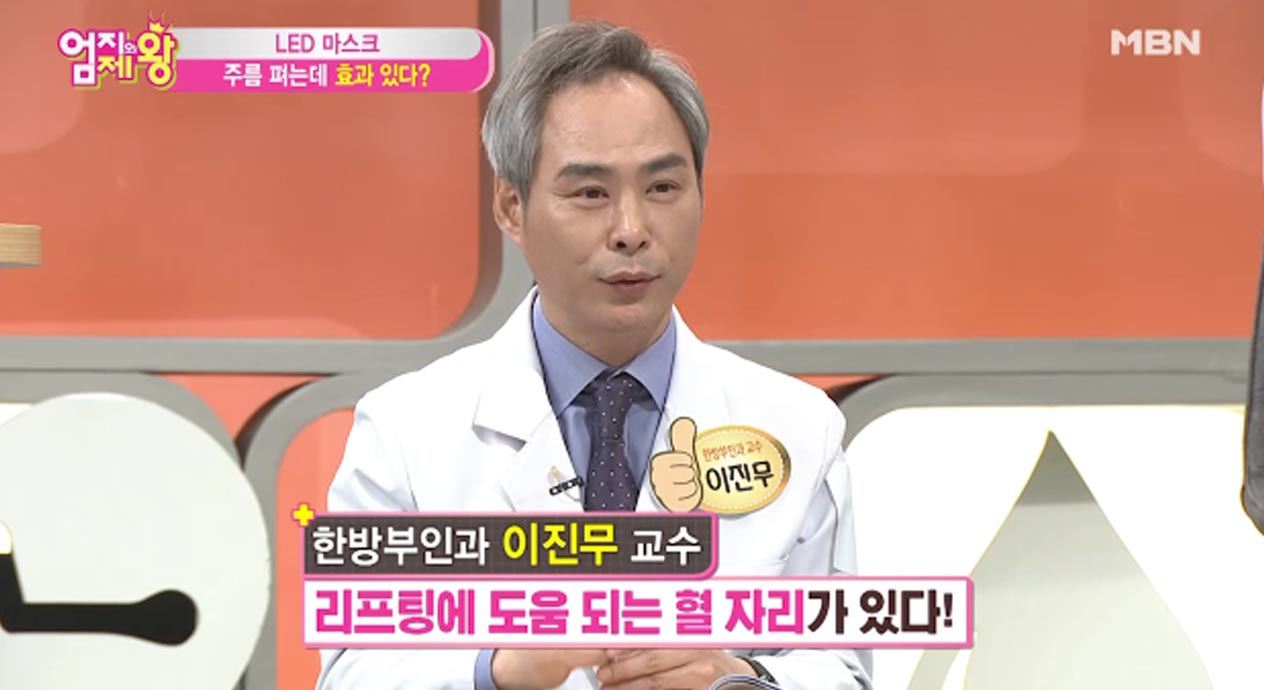 엄지의 제왕
LED 마스크
주름 펴는데 효과 있다?
MBN
한방부인과 교수
이진무
한방부인과 이진무 교수
리프팅에 도움 되는 혈 자리가 있다!